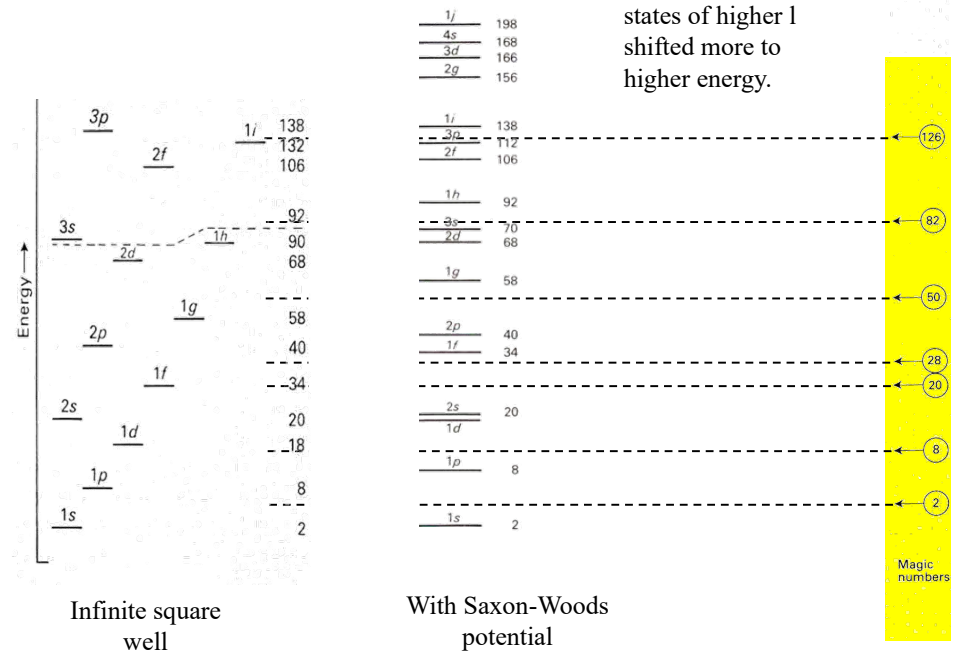 states of higher l
shifted more to
higher energy.
1j 198
4s 168
3d 166
2g 156
3p
1i 138
132
2f 106
1i 138
3p 112
2f 106
126
92
3s
1h 90
2d 68
1h 92
3s 70
2d 68
82
Energy
1g 58
2p 40
1f 34
2s 20
1d 18
1p 8
1s 2
1g 58
50
2p 40
1f 34
28
20
2s 20
1d
8
1p 8
2
1s 2
Magic
numbers
Infinite square
well
With Saxon-Woods
potential